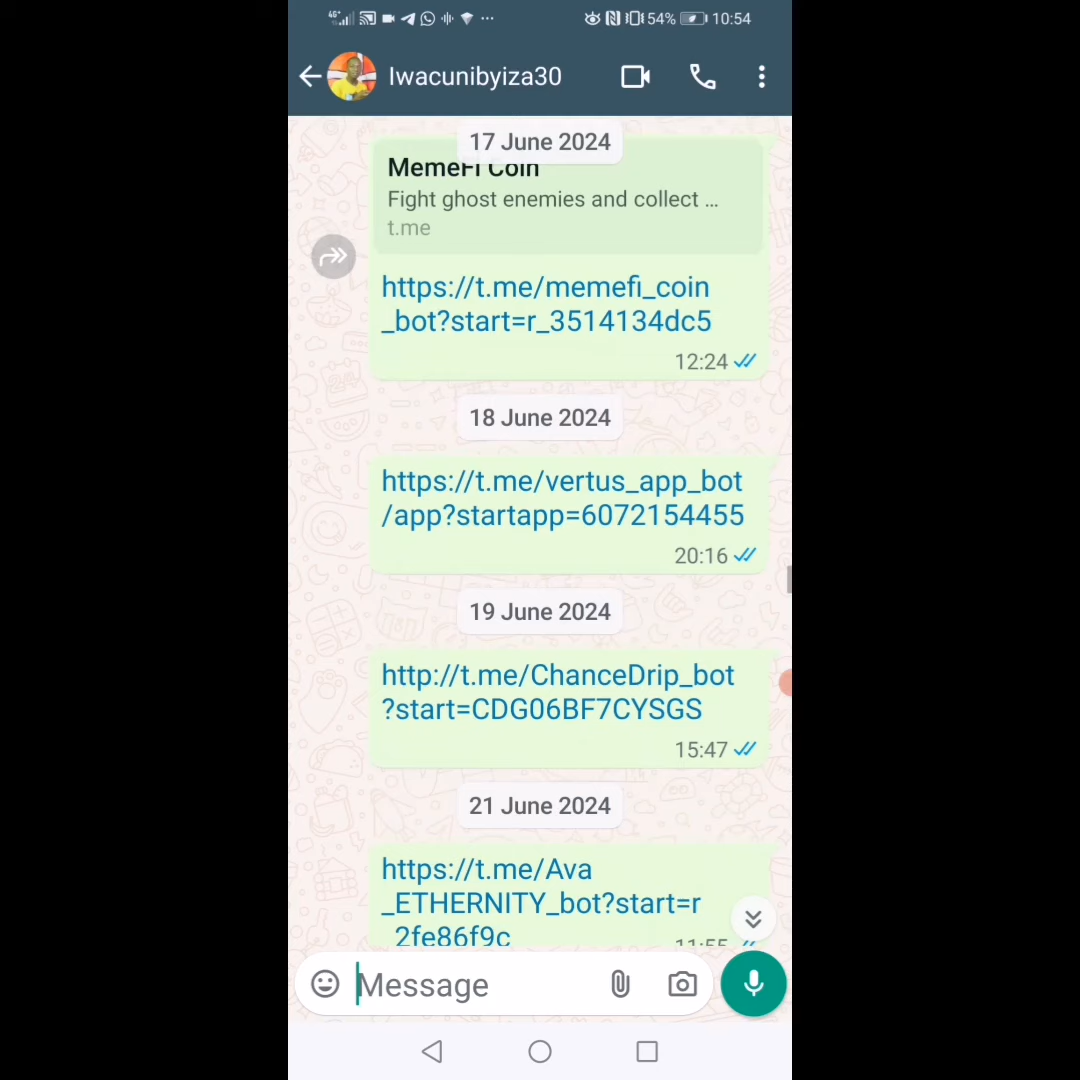 4G
54% 10:54
Iwacunibyiza30
17 June 2024
MemeFi Coin
Fight ghost enemies and collect …
t.me
https://t.me/memefi_coin
_bot?start=r_3514134dc5
12:24
18 June 2024
https://t.me/vertus_app_bot
/app?startapp=6072154455
20:16
19 June 2024
http://t.me/ChanceDrip_bot
?start=CDG06BF7CYSGS
15:47
21 June 2024
https://t.me/Ava
_ETHERNITY_bot?start=r
_2fe86f9c
11:55
Message